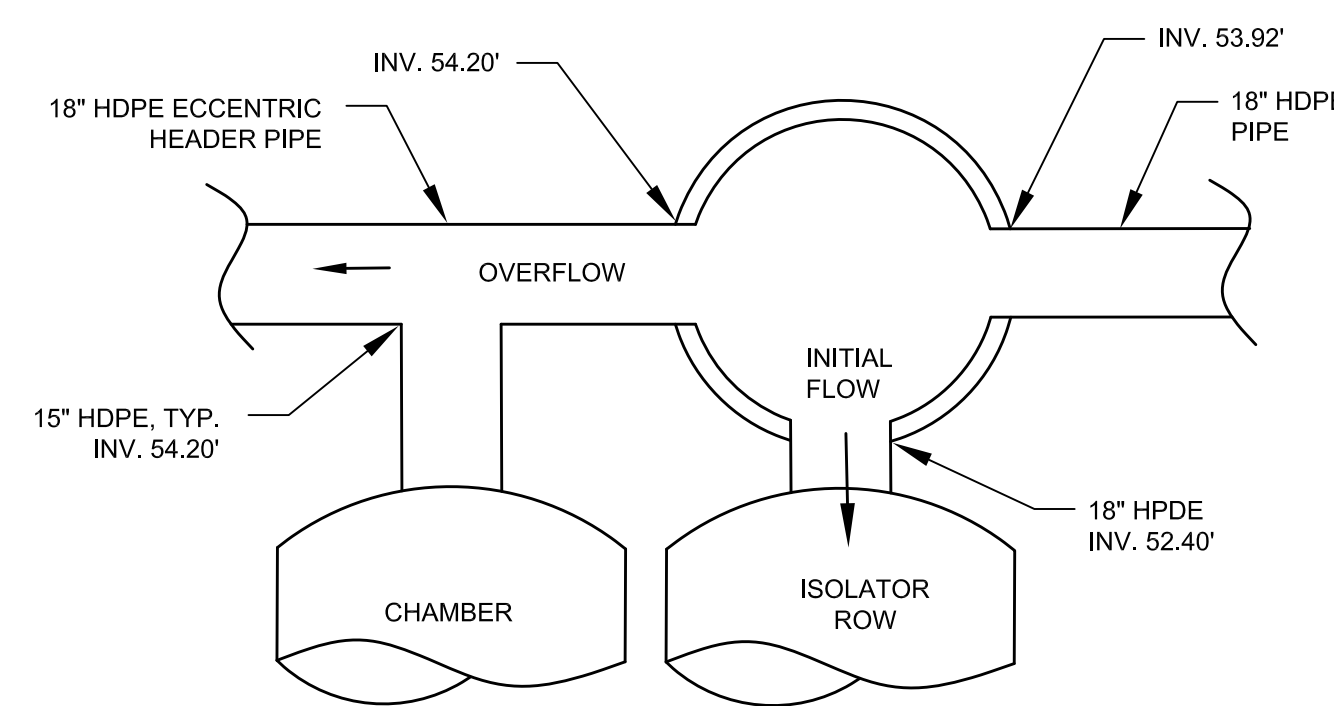 INV. 53.92'
INV. 54.20'
18" HDPE ECCENTRIC
HEADER PIPE
18" HDPE
PIPE
OVERFLOW
INITIAL
FLOW
15" HDPE, TYP.
INV. 54.20'
18" HPDE
INV. 52.40'
CHAMBER
ISOLATOR
ROW